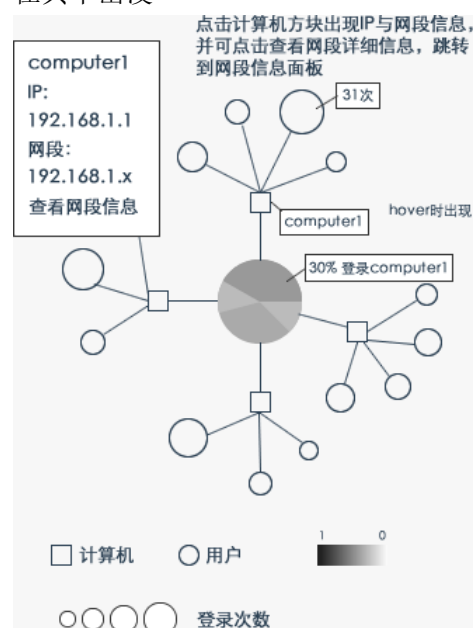 点击计算机方块出现IP与网段信息，
并可点击查看网段详细信息，跳转
到网段信息面板
computer1
IP:
192.168.1.1
网段：
192.168.1.x
查看网段信息
31次
computer1
hover时出现
30% 登录computer1
1 0
计算机
用户
登录次数